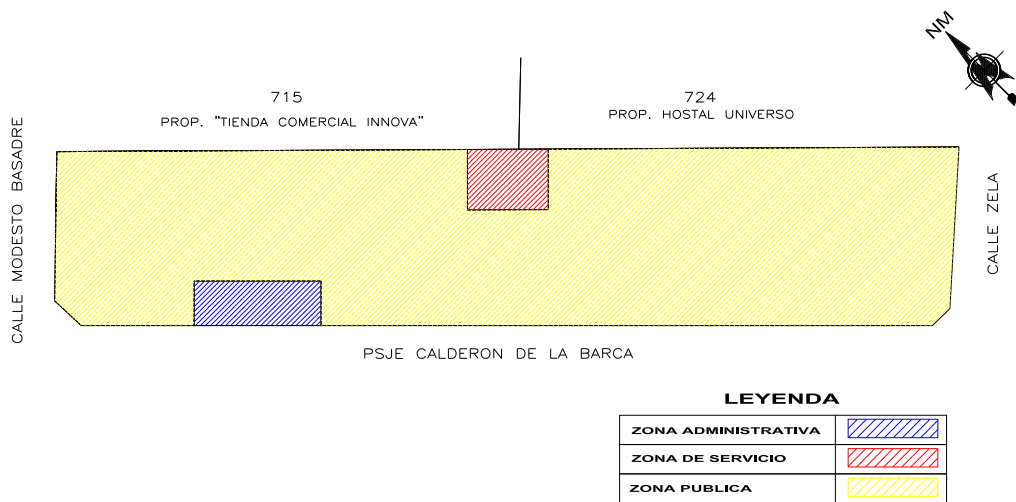 NM
715
PROP. "TIENDA COMERCIAL INNOVA"
724
PROP. HOSTAL UNIVERSO
CALLE MODESTO BASADRE
CALLE ZELA
PSJE CALDERON DE LA BARCA
LEYENDA
ZONA ADMINISTRATIVA
ZONA DE SERVICIO
ZONA PUBLICA